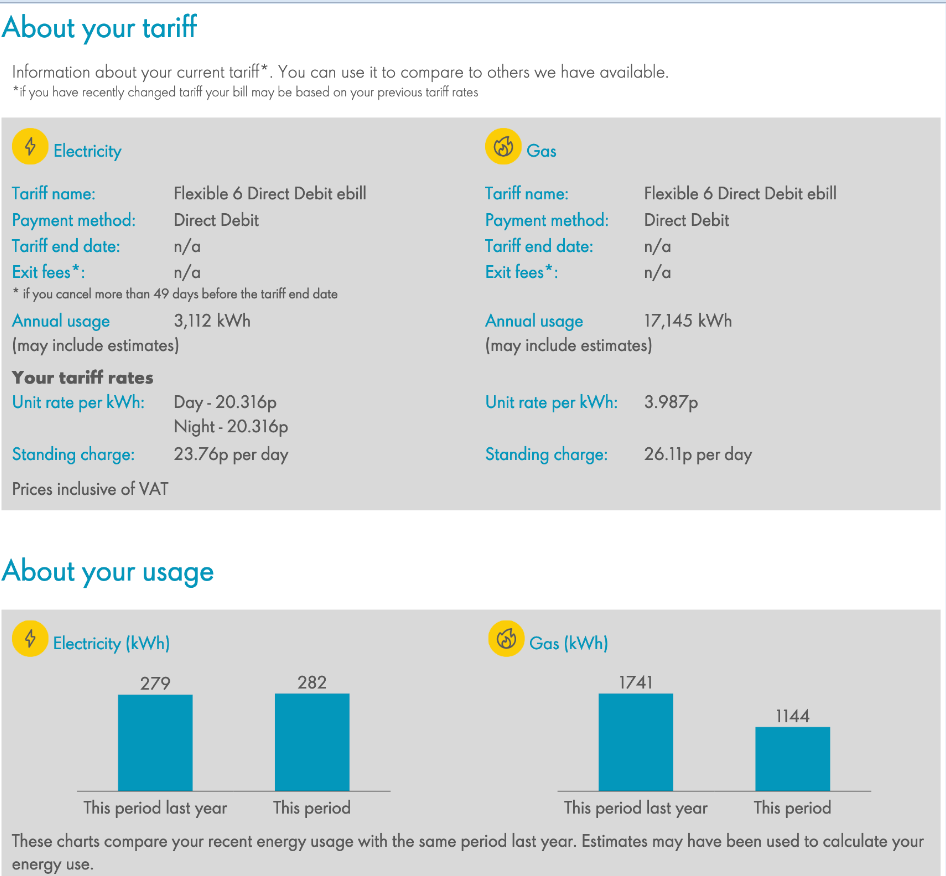 About your tariff
Information about your current tariff*. You can use it to compare to others we have available.
*if you have recently changed tariff your bill may be based on your previous tariff rates
Electricity
Tariff name: Flexible 6 Direct Debit ebill
Payment method: Direct Debit
Tariff end date: n/a
Exit fees*: n/a
* if you cancel more than 49 days before the tariff end date
Annual usage 3,112 kWh
(may include estimates)
Your tariff rates
Unit rate per kWh: Day - 20.316p
Night - 20.316p
Standing charge: 23.76p per day
Prices inclusive of VAT
Gas
Tariff name: Flexible 6 Direct Debit ebill
Payment method: Direct Debit
Tariff end date: n/a
Exit fees*: n/a
Annual usage 17,145 kWh
(may include estimates)
Unit rate per kWh: 3.987p
Standing charge: 26.11p per day
About your usage
Electricity (kWh)
279 282
This period last year This period
Gas (kWh)
1741 1144
This period last year This period
These charts compare your recent energy usage with the same period last year. Estimates may have been used to calculate your
energy use.